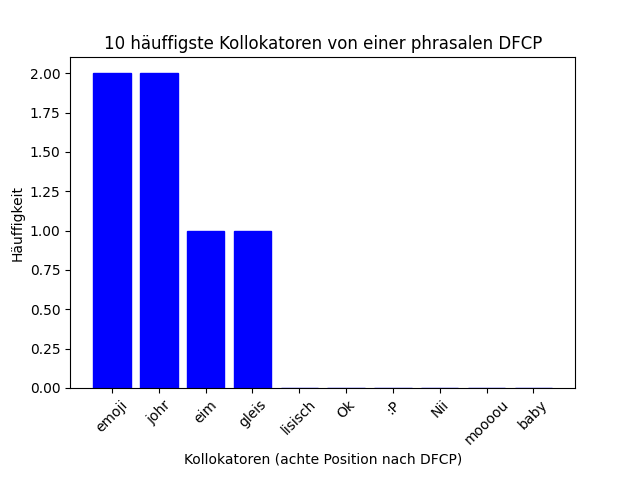 10 häuffigste Kollokatoren von einer phrasalen DFCP
Häuffigkeit
2.00
1.75
1.50
1.25
1.00
0.75
0.50
0.25
0.00
emoji
johr
eim
gleis
lisisch
Ok
:P
Nii
moooou
baby
Kollokatoren (achte Position nach DFCP)